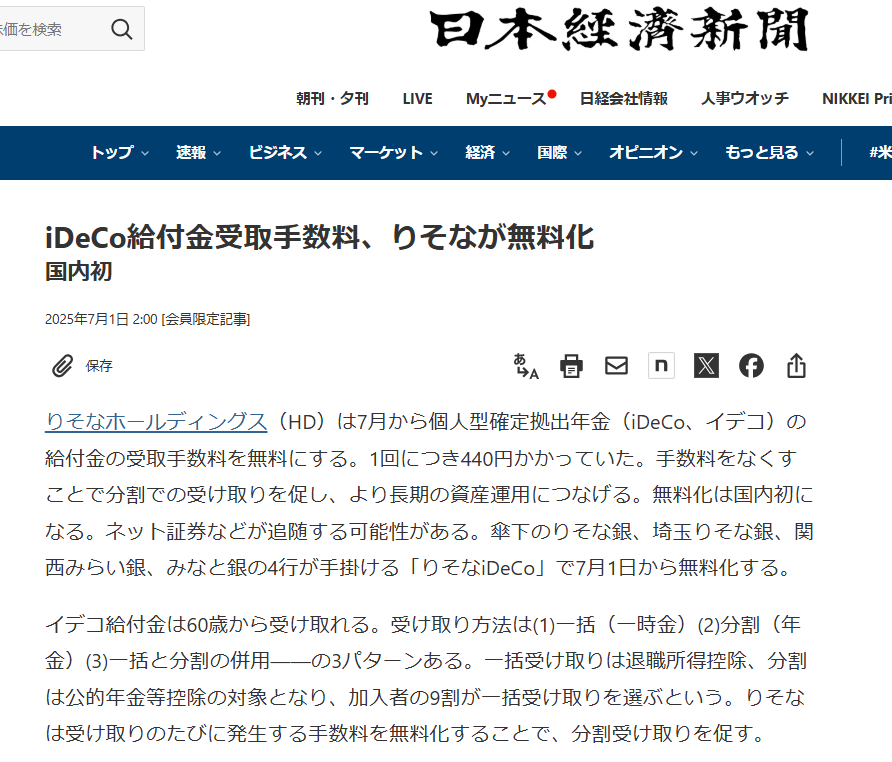 株価を検索
日本経済新聞
朝刊・夕刊 LIVE Myニュース 日経会社情報 人事ウオッチ NIKKEI Pri
トップ 速報 ビジネス マーケット 経済 国際 オピニオン もっと見る #米
iDeCo給付金受取手数料、りそなが無料化
国内初
2025年7月1日 2:00 [会員限定記事]
保存
りそなホールディングス（HD）は7月から個人型確定拠出年金（iDeCo、イデコ）の
給付金の受取手数料を無料にする。1回につき440円かかっていた。手数料をなくす
ことで分割での受け取りを促し、より長期の資産運用につなげる。無料化は国内初に
なる。ネット証券などが追随する可能性がある。傘下のりそな銀、埼玉りそな銀、関
西みらい銀、みなと銀の4行が手掛ける「りそなiDeCo」で7月1日から無料化する。
イデコ給付金は60歳から受け取れる。受け取り方法は(1)一括（一時金）(2)分割（年
金）(3)一括と分割の併用――の3パターンある。一括受け取りは退職所得控除、分割
は公的年金等控除の対象となり、加入者の9割が一括受け取りを選ぶという。りそな
は受け取りのたびに発生する手数料を無料化することで、分割受け取りを促す。